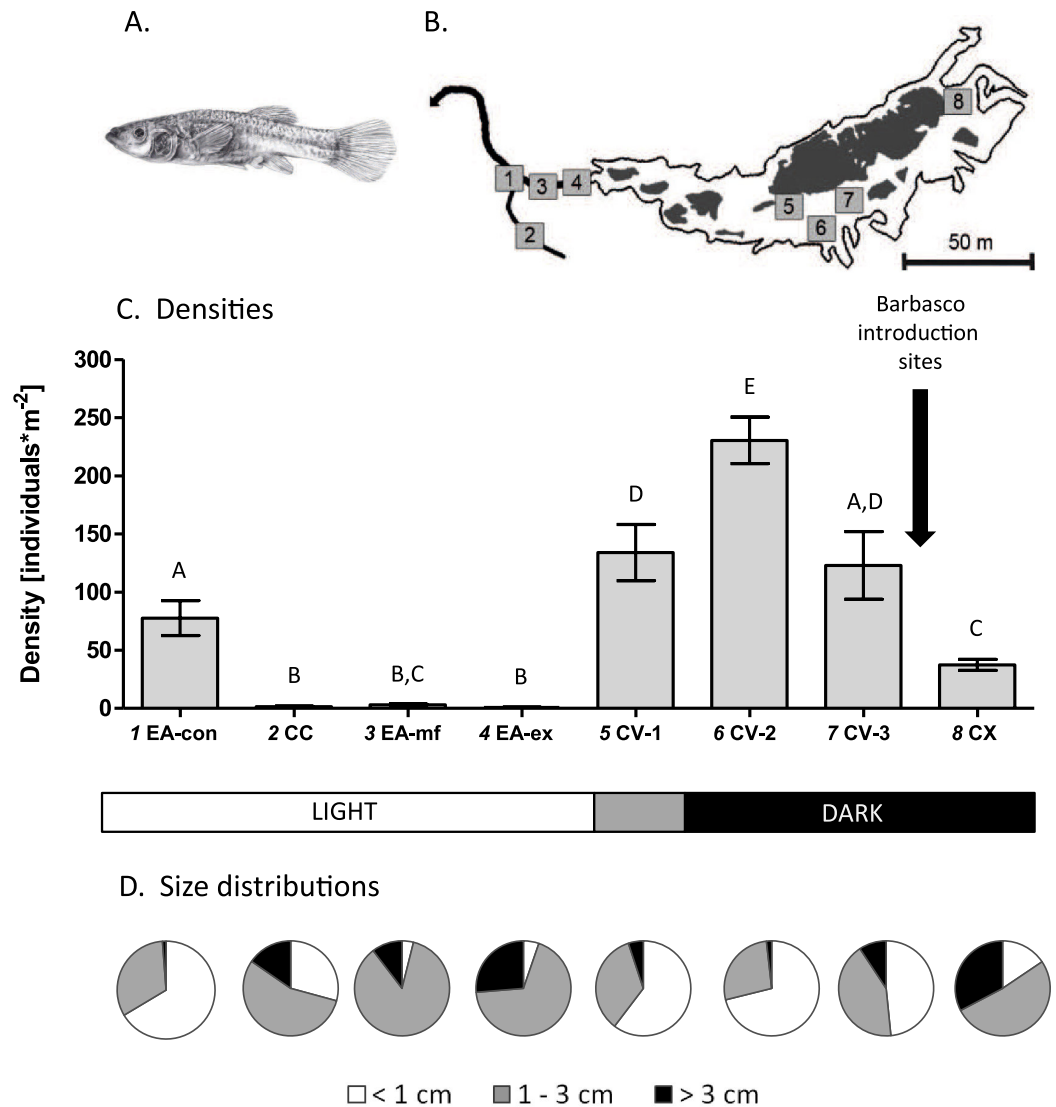 A.
B.
1
3
4
2
5
6
7
8
50 m
C. Densities
Barbasco
introduction
sites
Density [individuals*m-2]
300
250
200
150
100
50
0
A
B
B,C
B
D
E
A,D
C
1 EA-con
2 CC
3 EA-mf
4 EA-ex
5 CV-1
6 CV-2
7 CV-3
8 CX
LIGHT
DARK
D. Size distributions
< 1 cm
1 - 3 cm
> 3 cm